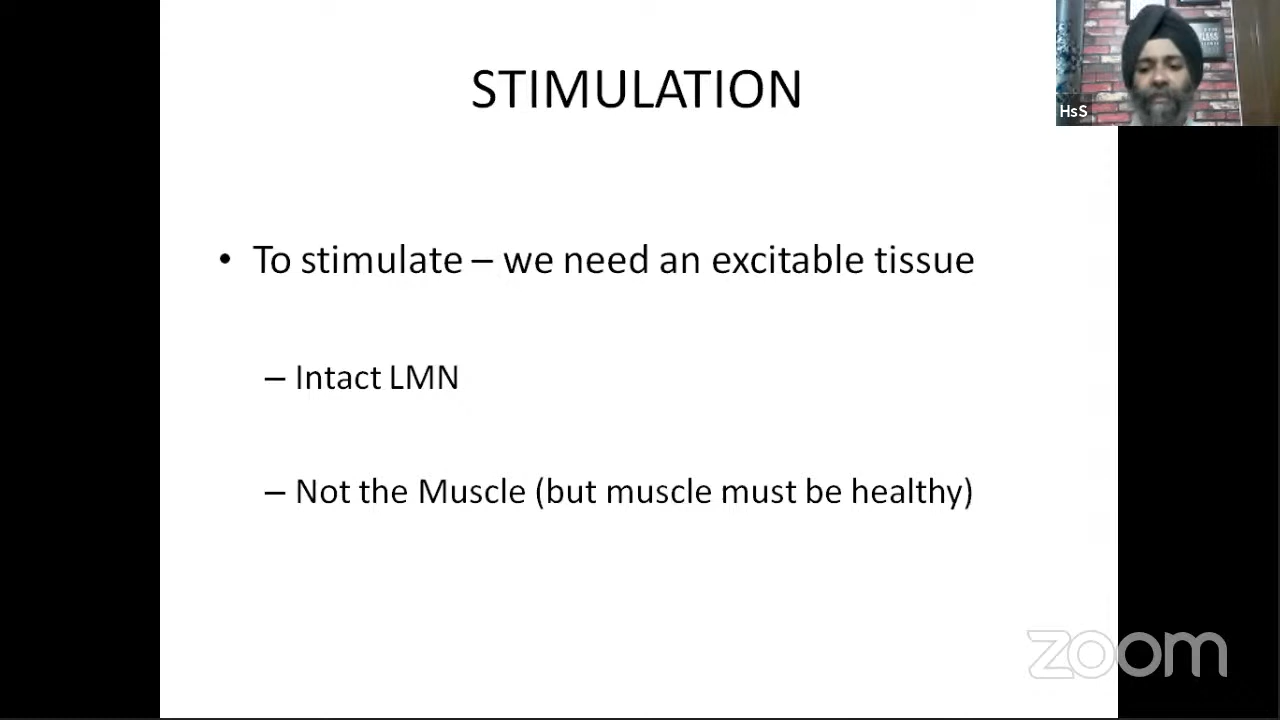 STIMULATION
HsS
• To stimulate – we need an excitable tissue
– Intact LMN
– Not the Muscle (but muscle must be healthy)
zoom